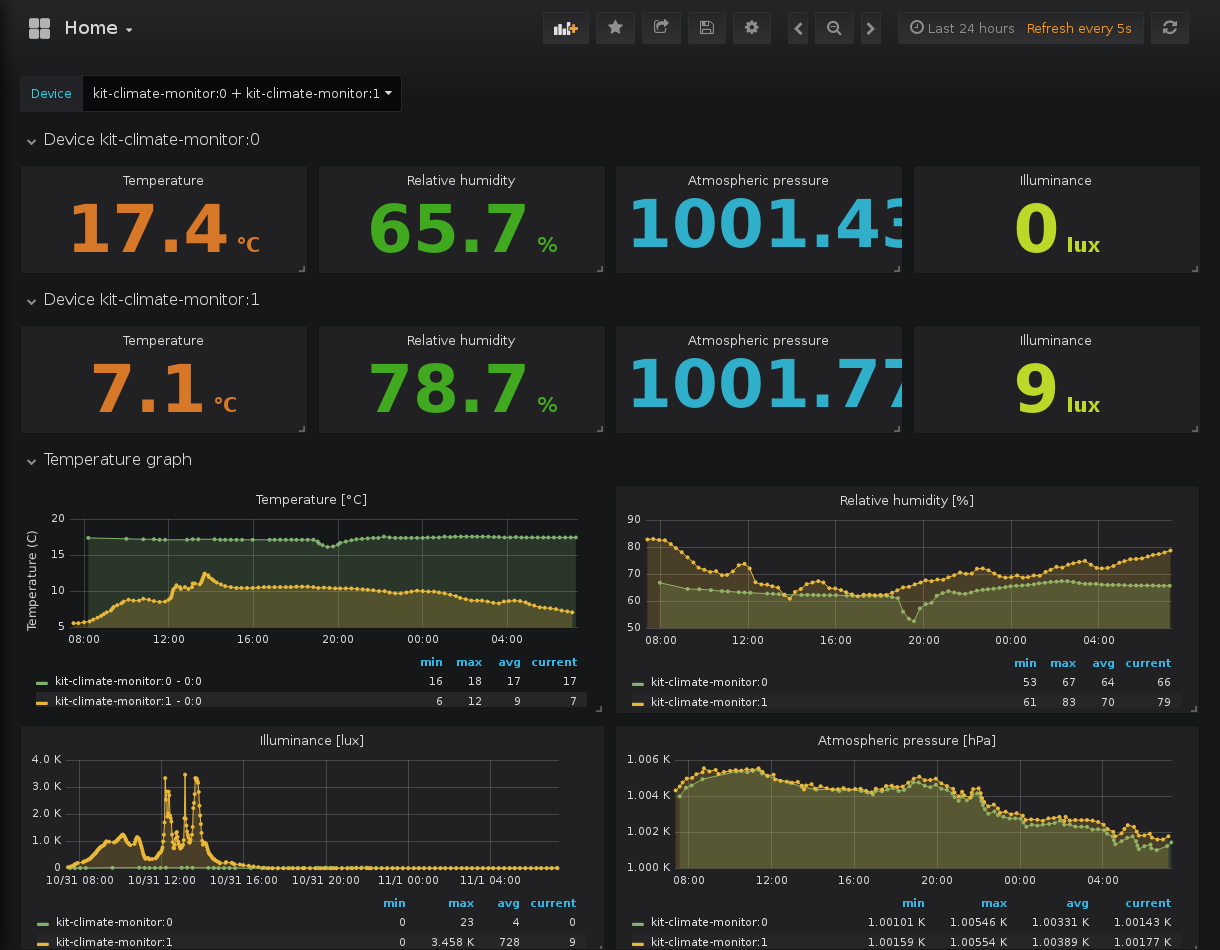 Home
Last 24 hours Refresh every 5s
Device kit-climate-monitor:0 + kit-climate-monitor:1
Device kit-climate-monitor:0
Temperature Relative humidity Atmospheric pressure Illuminance
17.4 °C 65.7 % 1001.43 0 lux
Device kit-climate-monitor:1
Temperature Relative humidity Atmospheric pressure Illuminance
7.1 °C 78.7 % 1001.77 9 lux
Temperature graph
Temperature [°C]
Temperature (C)
20
15
10
5
08:00 12:00 16:00 20:00 00:00 04:00
min max avg current
kit-climate-monitor:0 - 0:0 16 18 17 17
kit-climate-monitor:1 - 0:0 6 12 9 7
Relative humidity [%]
90
80
70
60
50
08:00 12:00 16:00 20:00 00:00 04:00
min max avg current
kit-climate-monitor:0 53 67 64 66
kit-climate-monitor:1 61 83 70 79
Illuminance [lux]
4.0 K
3.0 K
2.0 K
1.0 K
0
10/31 08:00 10/31 12:00 10/31 16:00 10/31 20:00 11/1 00:00 11/1 04:00
min max avg current
kit-climate-monitor:0 0 23 4 0
kit-climate-monitor:1 0 3.458 K 728 9
Atmospheric pressure [hPa]
1.006 K
1.004 K
1.002 K
1.000 K
08:00 12:00 16:00 20:00 00:00 04:00
min max avg current
kit-climate-monitor:0 1.00101 K 1.00546 K 1.00331 K 1.00143 K
kit-climate-monitor:1 1.00159 K 1.00554 K 1.00389 K 1.00177 K